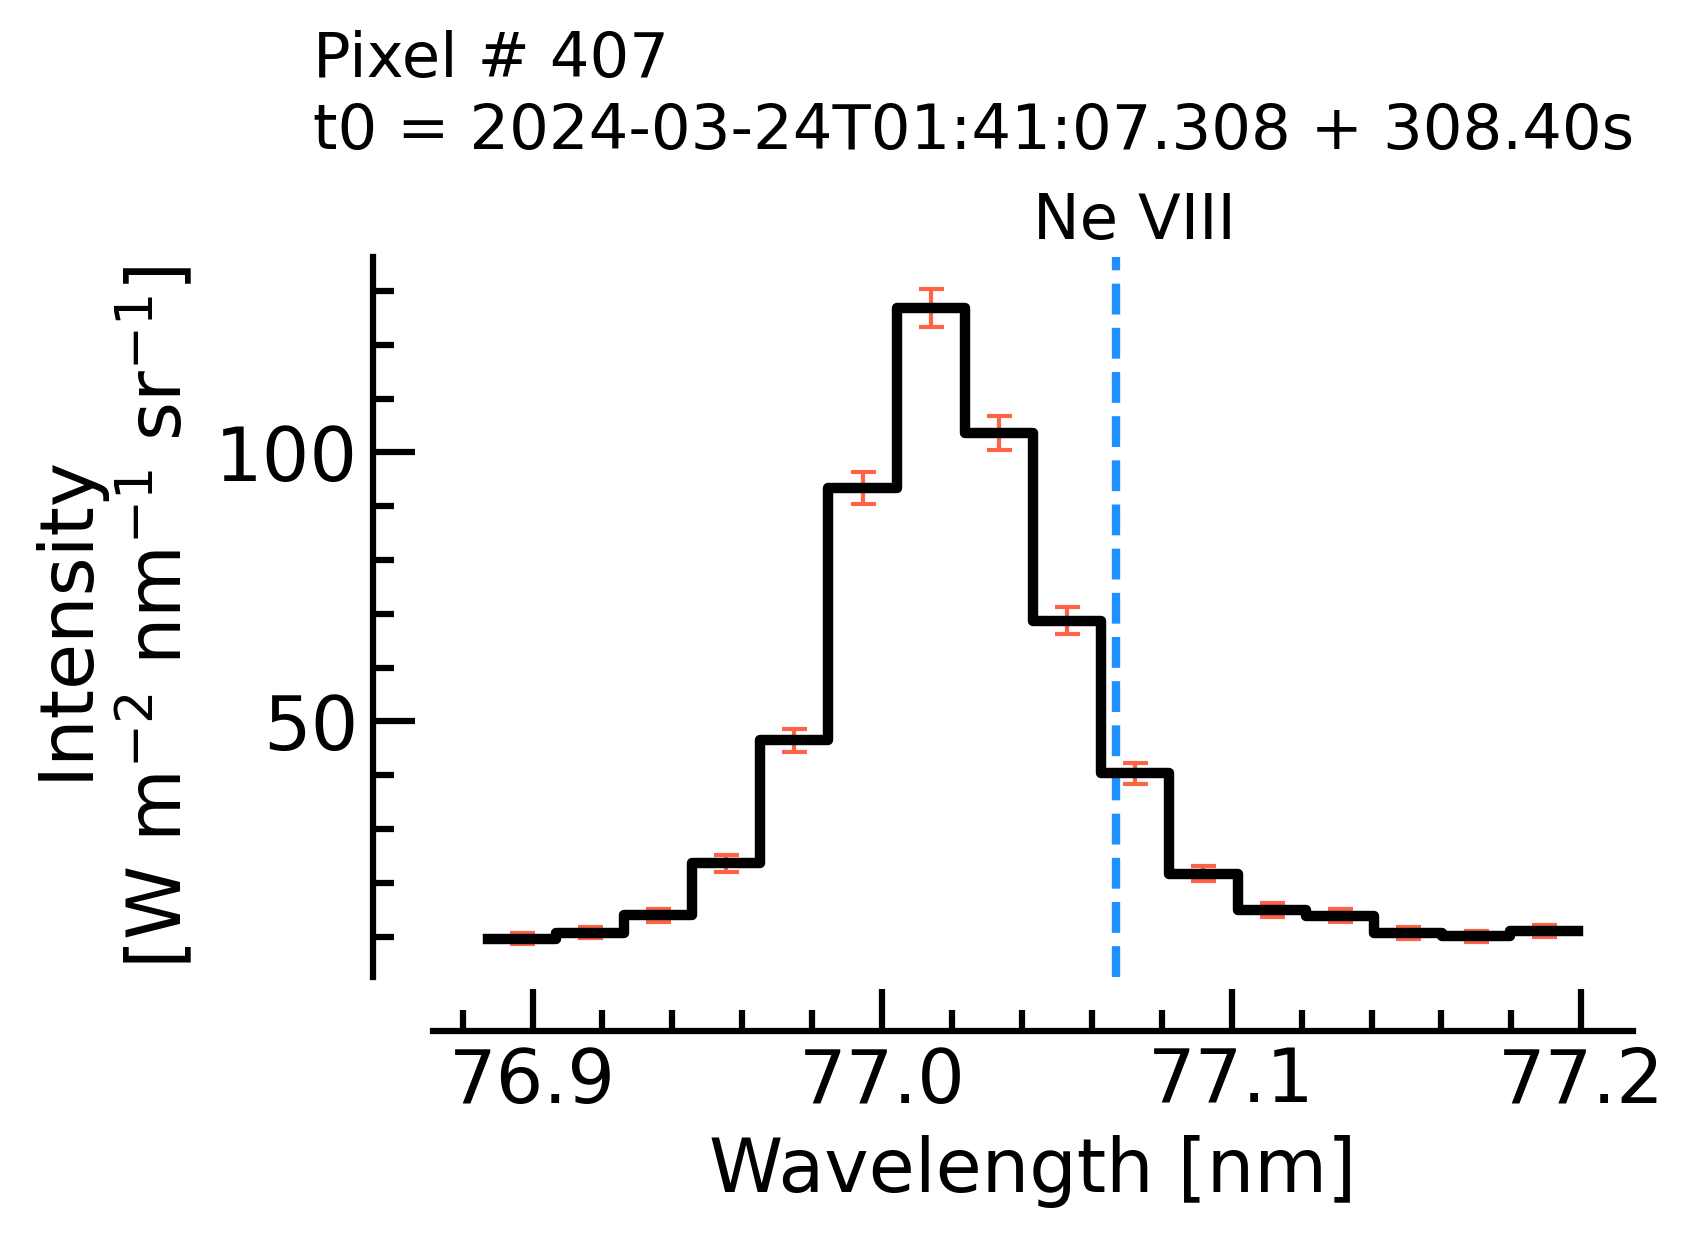 Pixel # 407
t0 = 2024-03-24T01:41:07.308 + 308.40s
Ne VIII
Intensity
[W m⁻² nm⁻¹ sr⁻¹]
100
50
76.9 77.0 77.1 77.2
Wavelength [nm]